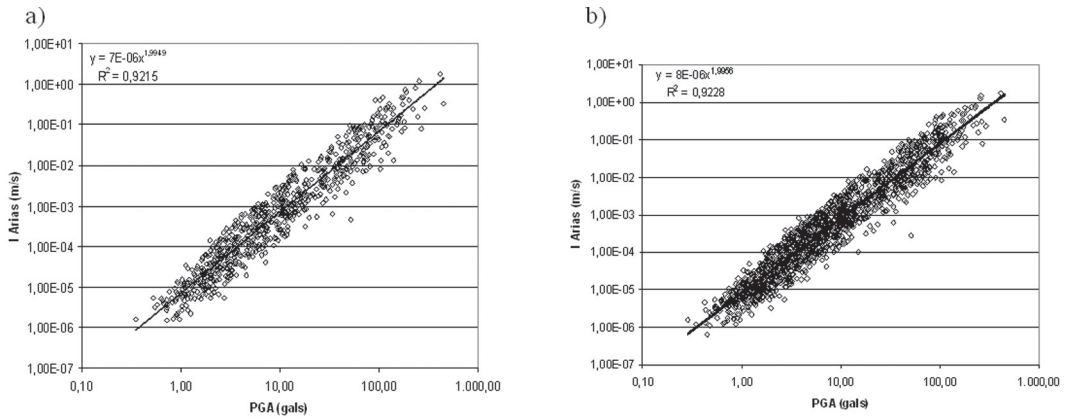 a)
y = 7E-06x^1,9949
R² = 0,9215
1,00E+01
1,00E+00
1,00E-01
1,00E-02
1,00E-03
1,00E-04
1,00E-05
1,00E-06
1,00E-07
I Arias (m/s)
0,10 1,00 10,00 100,00 1.000,00
PGA (gals)
b)
y = 8E-06x^1,9956
R² = 0,9228
1,00E+01
1,00E+00
1,00E-01
1,00E-02
1,00E-03
1,00E-04
1,00E-05
1,00E-06
1,00E-07
I Arias (m/s)
0,10 1,00 10,00 100,00 1.000,00
PGA (gals)